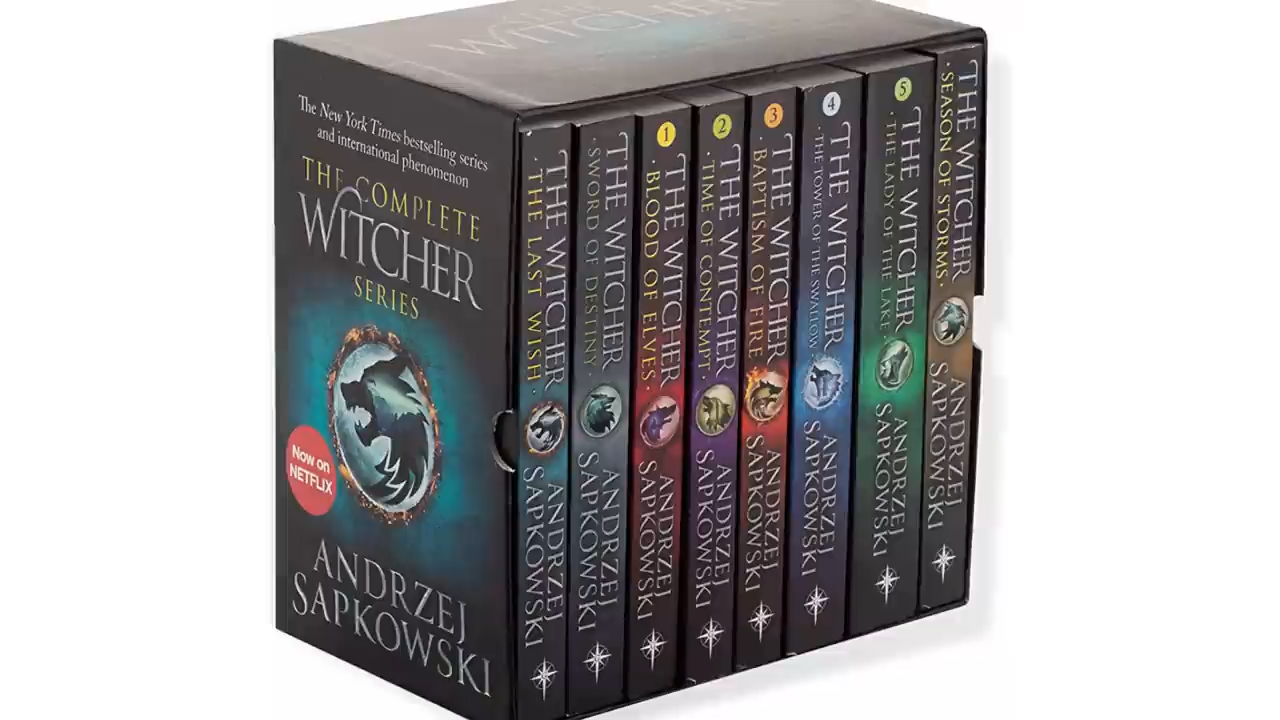 THE WITCHER
The New York Times bestselling series
and international phenomenon
THE COMPLETE
WITCHER
SERIES
Now on
NETFLIX
ANDRZEJ
SAPKOWSKI
THE WITCHER
· THE LAST WISH ·
ANDRZEJ
SAPKOWSKI
THE WITCHER
· SWORD OF DESTINY ·
ANDRZEJ
SAPKOWSKI
1
THE WITCHER
· BLOOD OF ELVES ·
ANDRZEJ
SAPKOWSKI
2
THE WITCHER
· TIME OF CONTEMPT ·
ANDRZEJ
SAPKOWSKI
3
THE WITCHER
· BAPTISM OF FIRE ·
ANDRZEJ
SAPKOWSKI
4
THE WITCHER
· THE TOWER OF THE SWALLOW ·
ANDRZEJ
SAPKOWSKI
5
THE WITCHER
· THE LADY OF THE LAKE ·
ANDRZEJ
SAPKOWSKI
THE WITCHER
· SEASON OF STORMS ·
ANDRZEJ
SAPKOWSKI